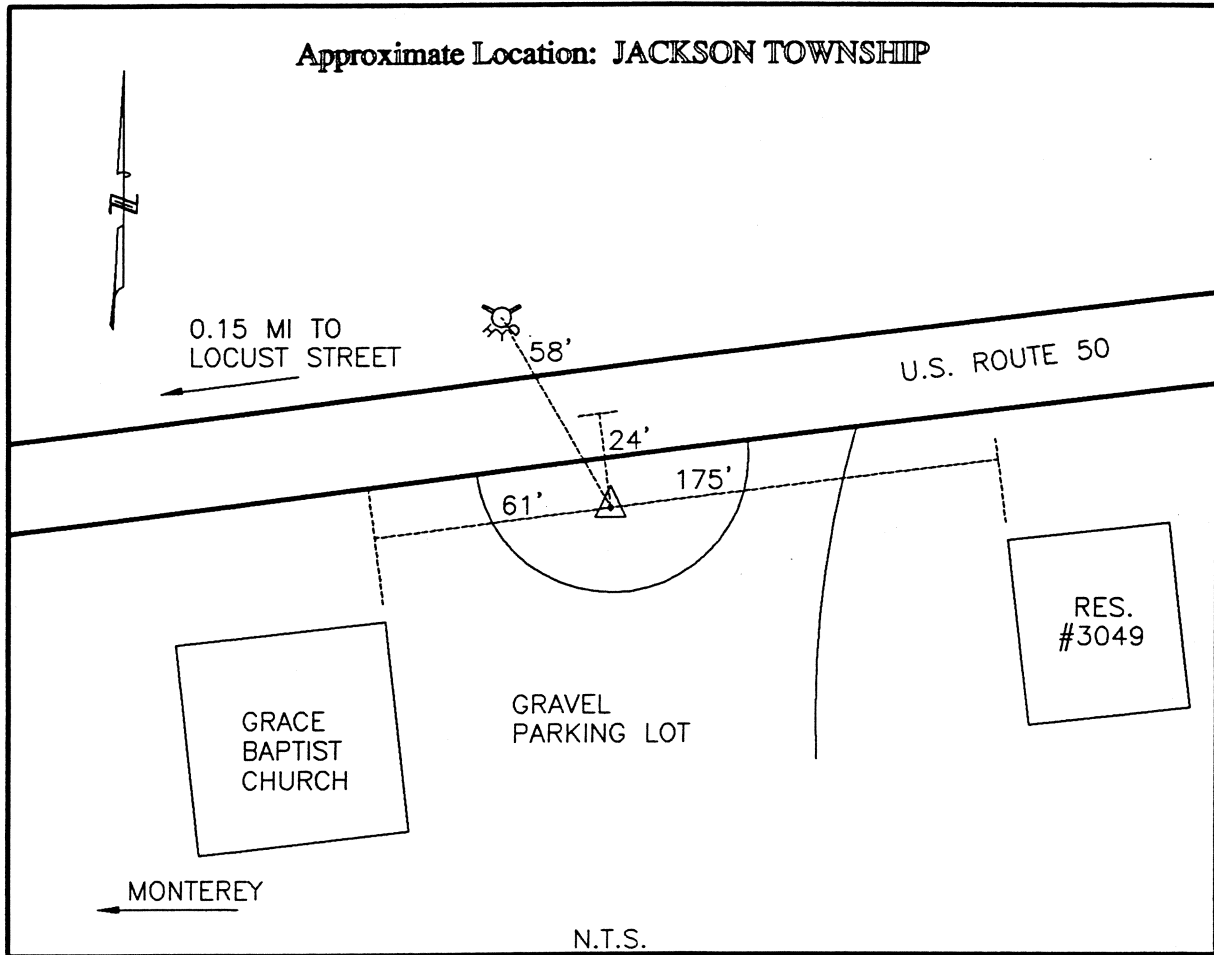 Approximate Location: JACKSON TOWNSHIP
N
0.15 MI TO
LOCUST STREET
HYD
58'
U.S. ROUTE 50
24'
61'
175'
RES.
#3049
GRAVEL
PARKING LOT
GRACE
BAPTIST
CHURCH
MONTEREY
N.T.S.